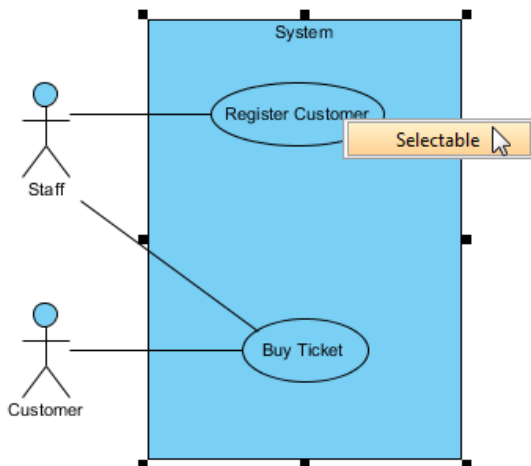 System
Register Customer
Selectable
Staff
Buy Ticket
Customer